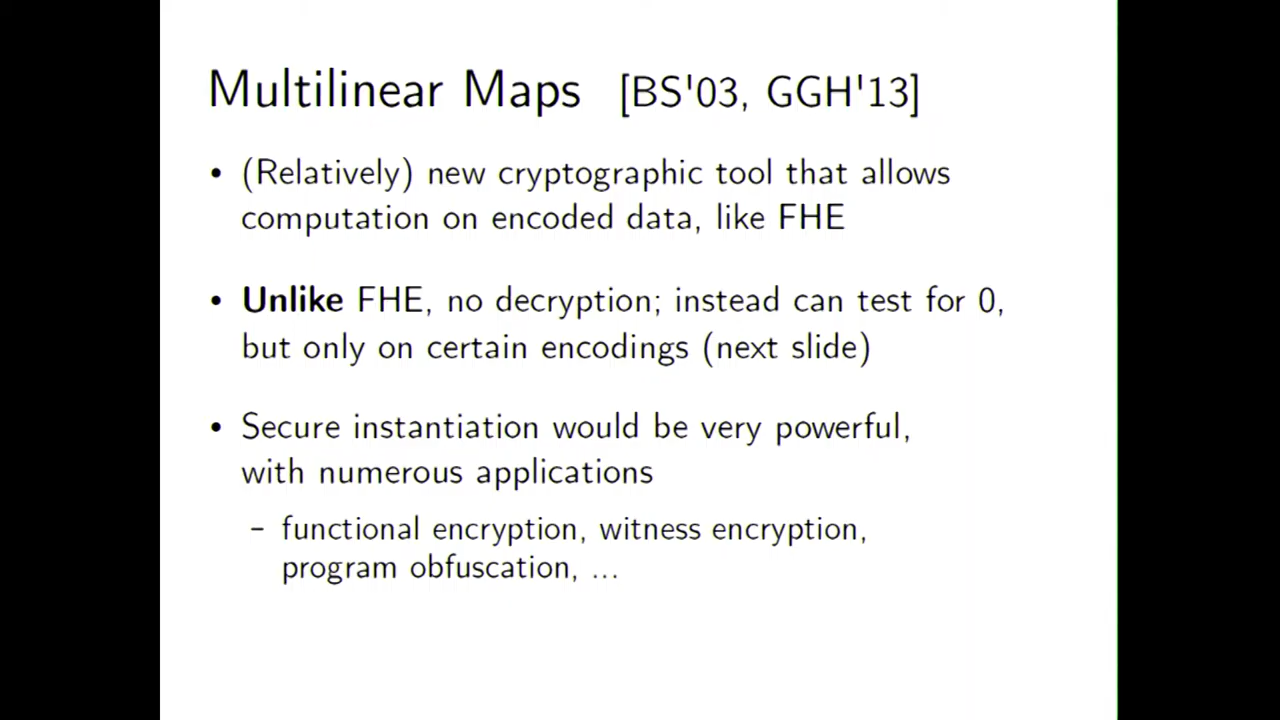 Multilinear Maps [BS'03, GGH'13]
• (Relatively) new cryptographic tool that allows
computation on encoded data, like FHE
• Unlike FHE, no decryption; instead can test for 0,
but only on certain encodings (next slide)
• Secure instantiation would be very powerful,
with numerous applications
– functional encryption, witness encryption,
program obfuscation, ...